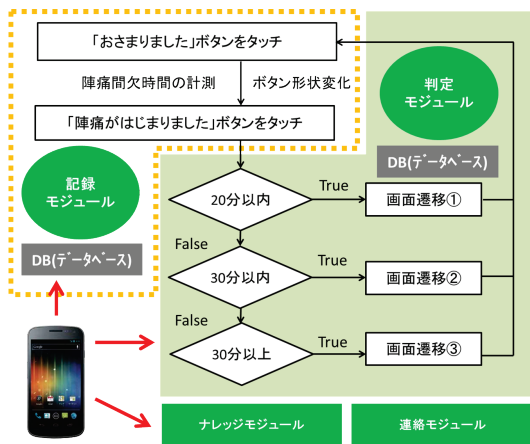 「おさまりました」ボタンをタッチ
陣痛間欠時間の計測
ボタン形状変化
「陣痛がはじまりました」ボタンをタッチ
判定
モジュール
DB(ﾃﾞｰﾀﾍﾞｰｽ)
記録
モジュール
DB(ﾃﾞｰﾀﾍﾞｰｽ)
20分以内
True
画面遷移①
False
30分以内
True
画面遷移②
False
30分以上
True
画面遷移③
ナレッジモジュール
連絡モジュール